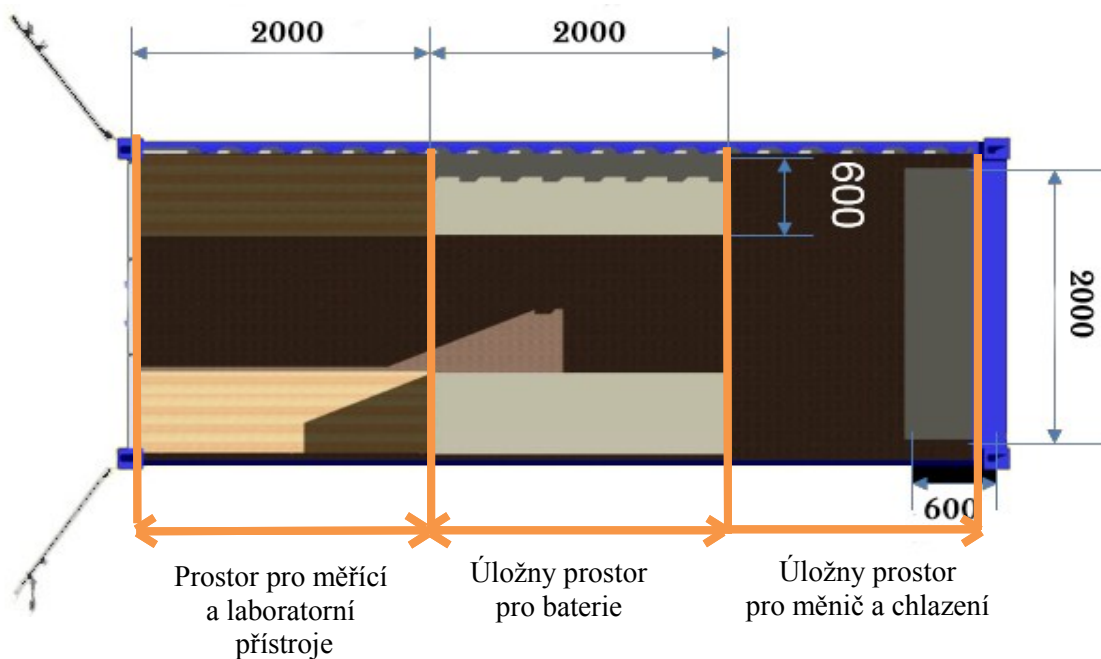 2000
2000
600
2000
600
Prostor pro měřící
a laboratorní
přístroje
Úložny prostor
pro baterie
Úložny prostor
pro měnič a chlazení